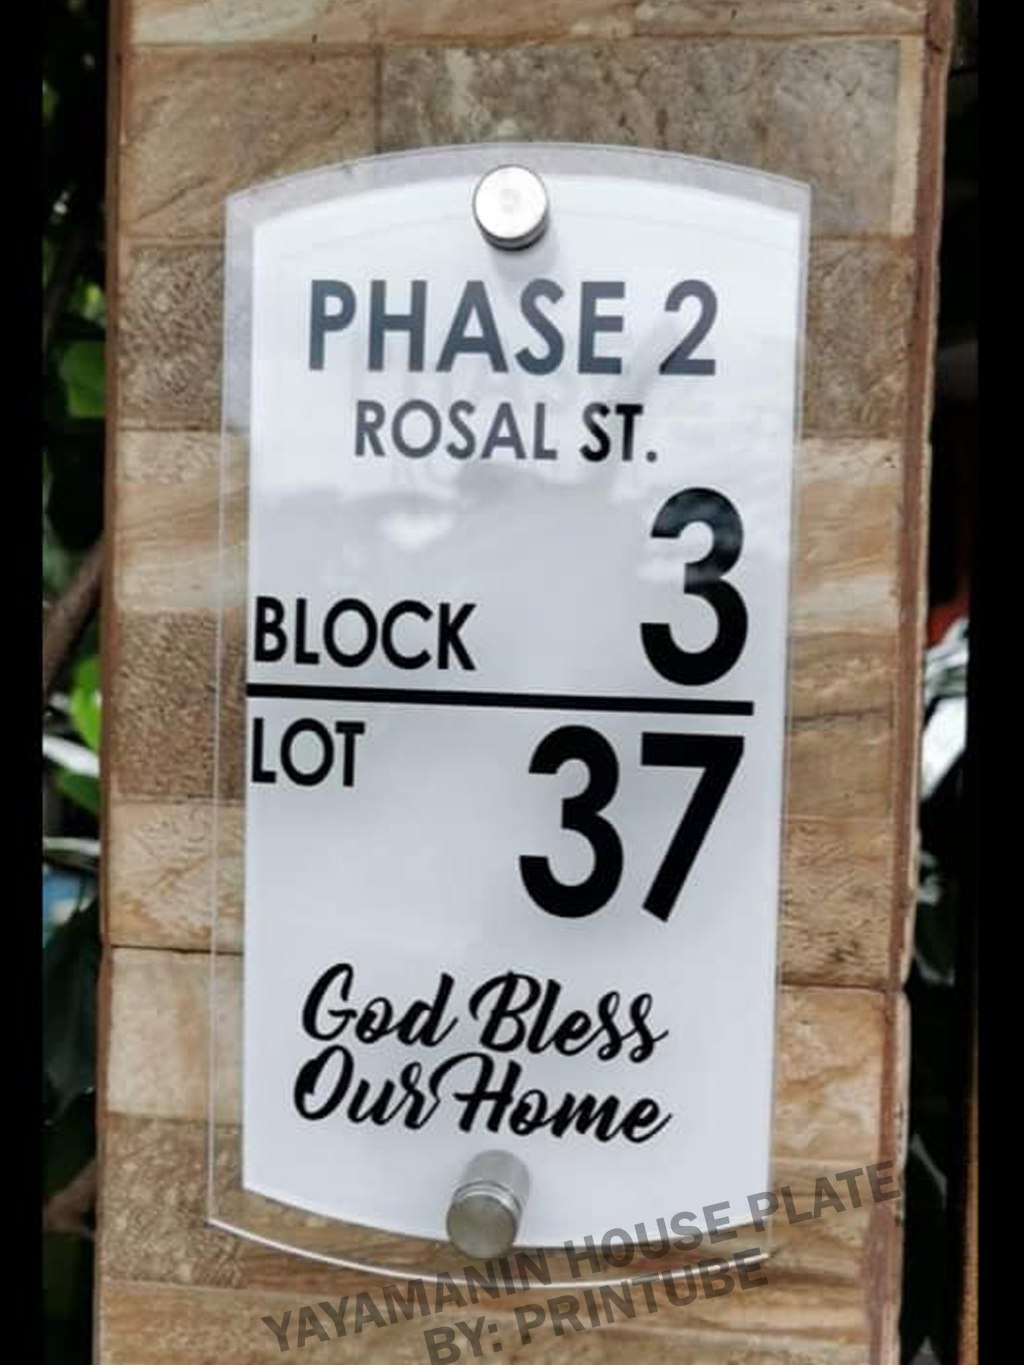 PHASE 2
ROSAL ST.
BLOCK 3
LOT 37
God Bless
Our Home
YAYAMANIN HOUSE PLATE
BY: PRINTUBE